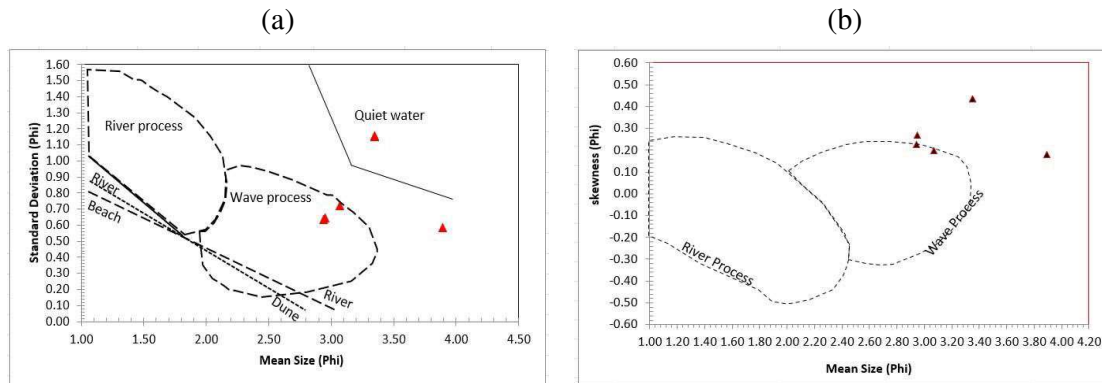 (a)
Standard Deviation (Phi)
1.60
1.50
1.40
1.30
1.20
1.10
1.00
0.90
0.80
0.70
0.60
0.50
0.40
0.30
0.20
0.10
0.00
River process
Quiet water
Wave process
River
Beach
River
Dune
1.00 1.50 2.00 2.50 3.00 3.50 4.00 4.50
Mean Size (Phi)
(b)
skewness (Phi)
0.60
0.50
0.40
0.30
0.20
0.10
0.00
-0.10
-0.20
-0.30
-0.40
-0.50
-0.60
River Process
Wave Process
1.00 1.20 1.40 1.60 1.80 2.00 2.20 2.40 2.60 2.80 3.00 3.20 3.40 3.60 3.80 4.00 4.20
Mean Size (Phi)